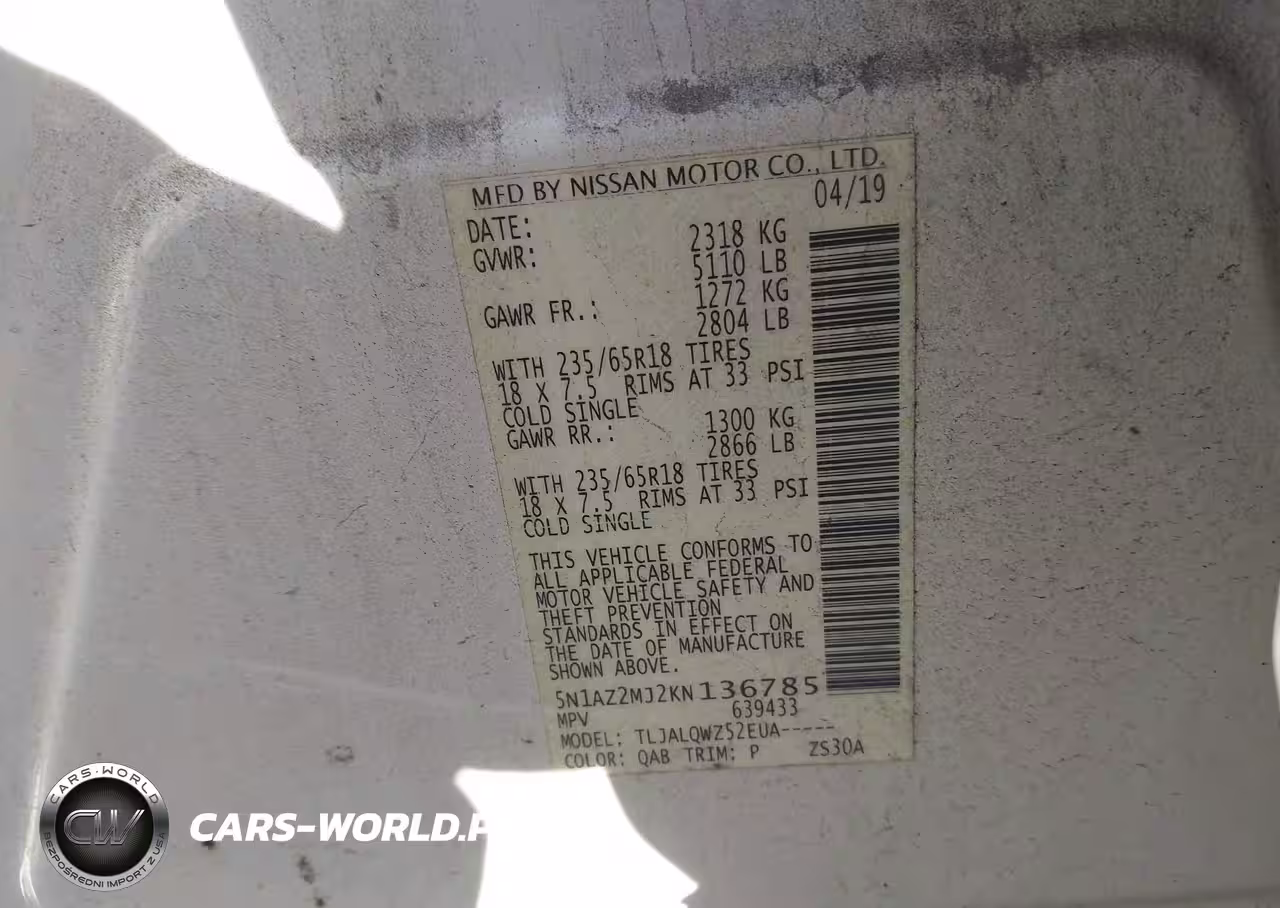 MFD BY NISSAN MOTOR CO., LTD.
DATE: 04/19
GVWR: 2318 KG
5110 LB
GAWR FR.: 1272 KG
2804 LB
WITH 235/65R18 TIRES
18 X 7.5 RIMS AT 33 PSI
COLD SINGLE
GAWR RR.: 1300 KG
2866 LB
WITH 235/65R18 TIRES
18 X 7.5 RIMS AT 33 PSI
COLD SINGLE
THIS VEHICLE CONFORMS TO
ALL APPLICABLE FEDERAL
MOTOR VEHICLE SAFETY AND
THEFT PREVENTION
STANDARDS IN EFFECT ON
THE DATE OF MANUFACTURE
SHOWN ABOVE.
5N1AZ2MJ2KN136785
MPV 639433
MODEL: TLJALQWZ52EUA-----
COLOR: QAB TRIM: P ZS30A
CARS-WORLD
CW
BEZPOŚREDNI IMPORT Z USA
CARS-WORLD.P